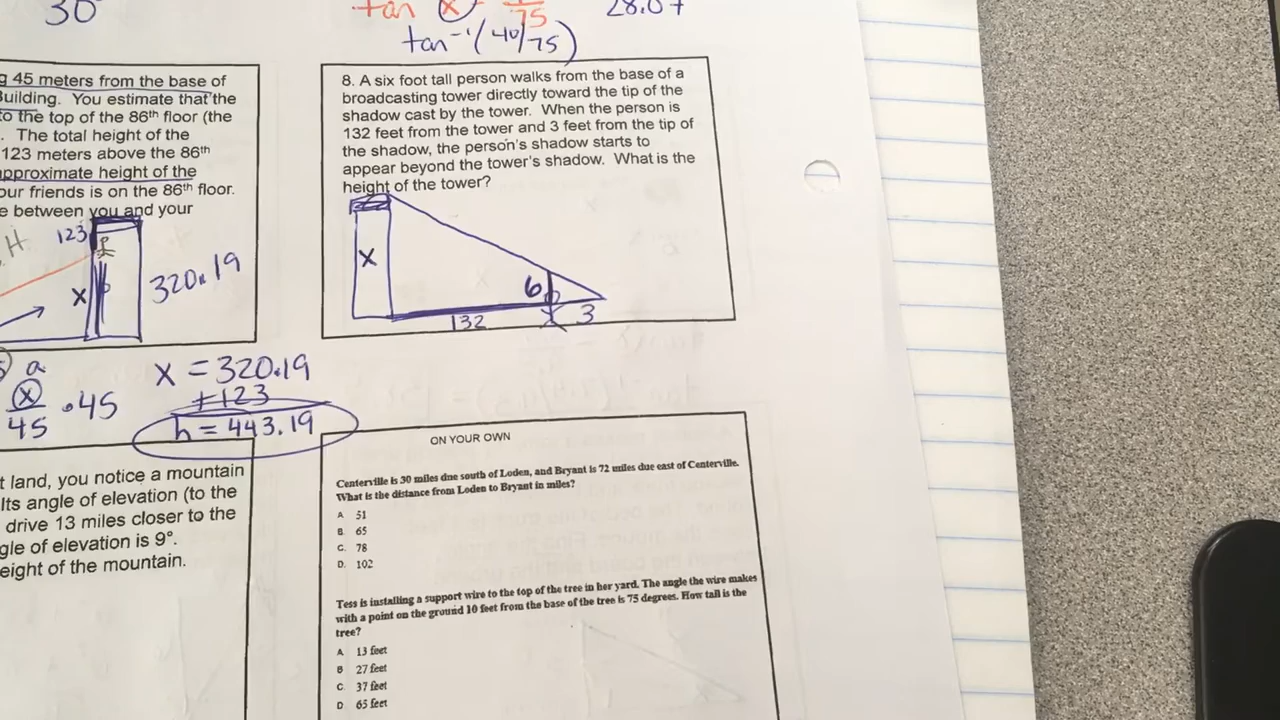 30°
tan (x)
75
28.07
tan⁻¹(40/75)
g 45 meters from the base of
Building. You estimate that the
to the top of the 86th floor (the
. The total height of the
123 meters above the 86th
approximate height of the
our friends is on the 86th floor.
e between you and your
H
123
x
320.19
a
x
45
.45
x = 320.19
+123
h = 443.19
8. A six foot tall person walks from the base of a
broadcasting tower directly toward the tip of the
shadow cast by the tower. When the person is
132 feet from the tower and 3 feet from the tip of
the shadow, the person's shadow starts to
appear beyond the tower's shadow. What is the
height of the tower?
x
6
132
3
t land, you notice a mountain
Its angle of elevation (to the
drive 13 miles closer to the
gle of elevation is 9°.
eight of the mountain.
ON YOUR OWN
Centerville is 30 miles due south of Loden, and Bryant is 72 miles due east of Centerville.
What is the distance from Loden to Bryant in miles?
A 51
B. 65
C. 78
D. 102
Tess is installing a support wire to the top of the tree in her yard. The angle the wire makes
with a point on the ground 10 feet from the base of the tree is 75 degrees. How tall is the
tree?
A 13 feet
B 27 feet
C. 37 feet
D 65 feet